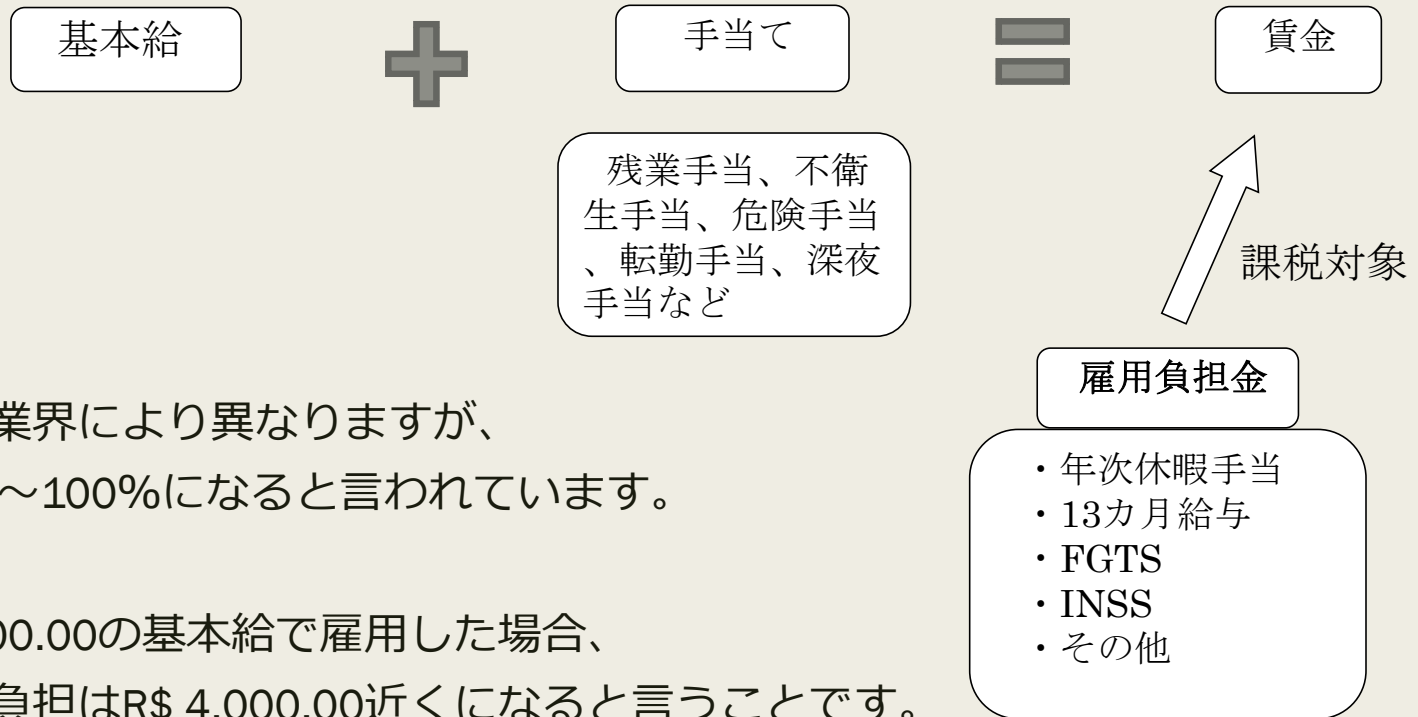 基本給
手当て
賃金
残業手当、不衛
生手当、危険手当
、転勤手当、深夜
手当など
課税対象
雇用負担金
・年次休暇手当
・13カ月給与
・FGTS
・INSS
・その他
業界により異なりますが、
～100%になると言われています。
00.00の基本給で雇用した場合、
負担はR$ 4,000.00近くになると言うことです。